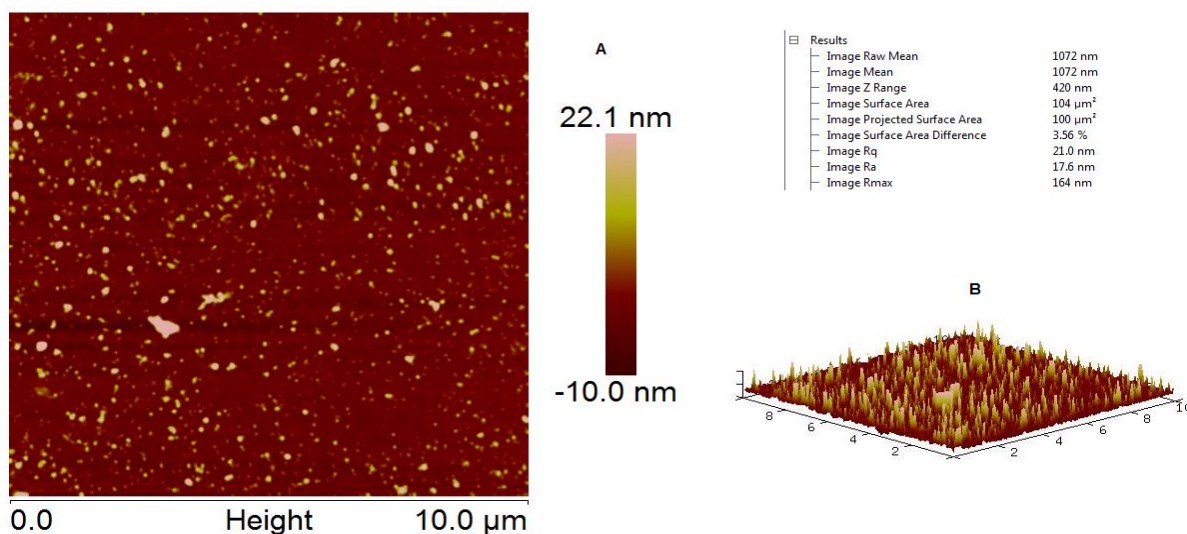 A
22.1 nm
-10.0 nm
0.0 Height 10.0 µm
Results
Image Raw Mean 1072 nm
Image Mean 1072 nm
Image Z Range 420 nm
Image Surface Area 104 µm²
Image Projected Surface Area 100 µm²
Image Surface Area Difference 3.56 %
Image Rq 21.0 nm
Image Ra 17.6 nm
Image Rmax 164 nm
B
8 6 4 2
2 4 6 8 10